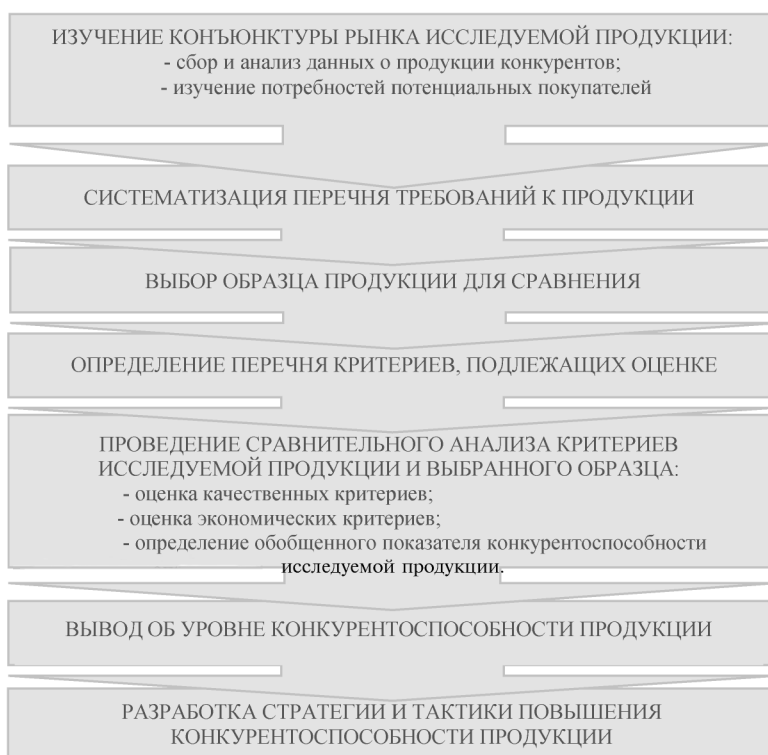 ИЗУЧЕНИЕ КОНЪЮНКТУРЫ РЫНКА ИССЛЕДУЕМОЙ ПРОДУКЦИИ:
- сбор и анализ данных о продукции конкурентов;
- изучение потребностей потенциальных покупателей
СИСТЕМАТИЗАЦИЯ ПЕРЕЧНЯ ТРЕБОВАНИЙ К ПРОДУКЦИИ
ВЫБОР ОБРАЗЦА ПРОДУКЦИИ ДЛЯ СРАВНЕНИЯ
ОПРЕДЕЛЕНИЕ ПЕРЕЧНЯ КРИТЕРИЕВ, ПОДЛЕЖАЩИХ ОЦЕНКЕ
ПРОВЕДЕНИЕ СРАВНИТЕЛЬНОГО АНАЛИЗА КРИТЕРИЕВ
ИССЛЕДУЕМОЙ ПРОДУКЦИИ И ВЫБРАННОГО ОБРАЗЦА:
- оценка качественных критериев;
- оценка экономических критериев;
- определение обобщенного показателя конкурентоспособности
исследуемой продукции.
ВЫВОД ОБ УРОВНЕ КОНКУРЕНТОСПОСОБНОСТИ ПРОДУКЦИИ
РАЗРАБОТКА СТРАТЕГИИ И ТАКТИКИ ПОВЫШЕНИЯ
КОНКУРЕНТОСПОСОБНОСТИ ПРОДУКЦИИ